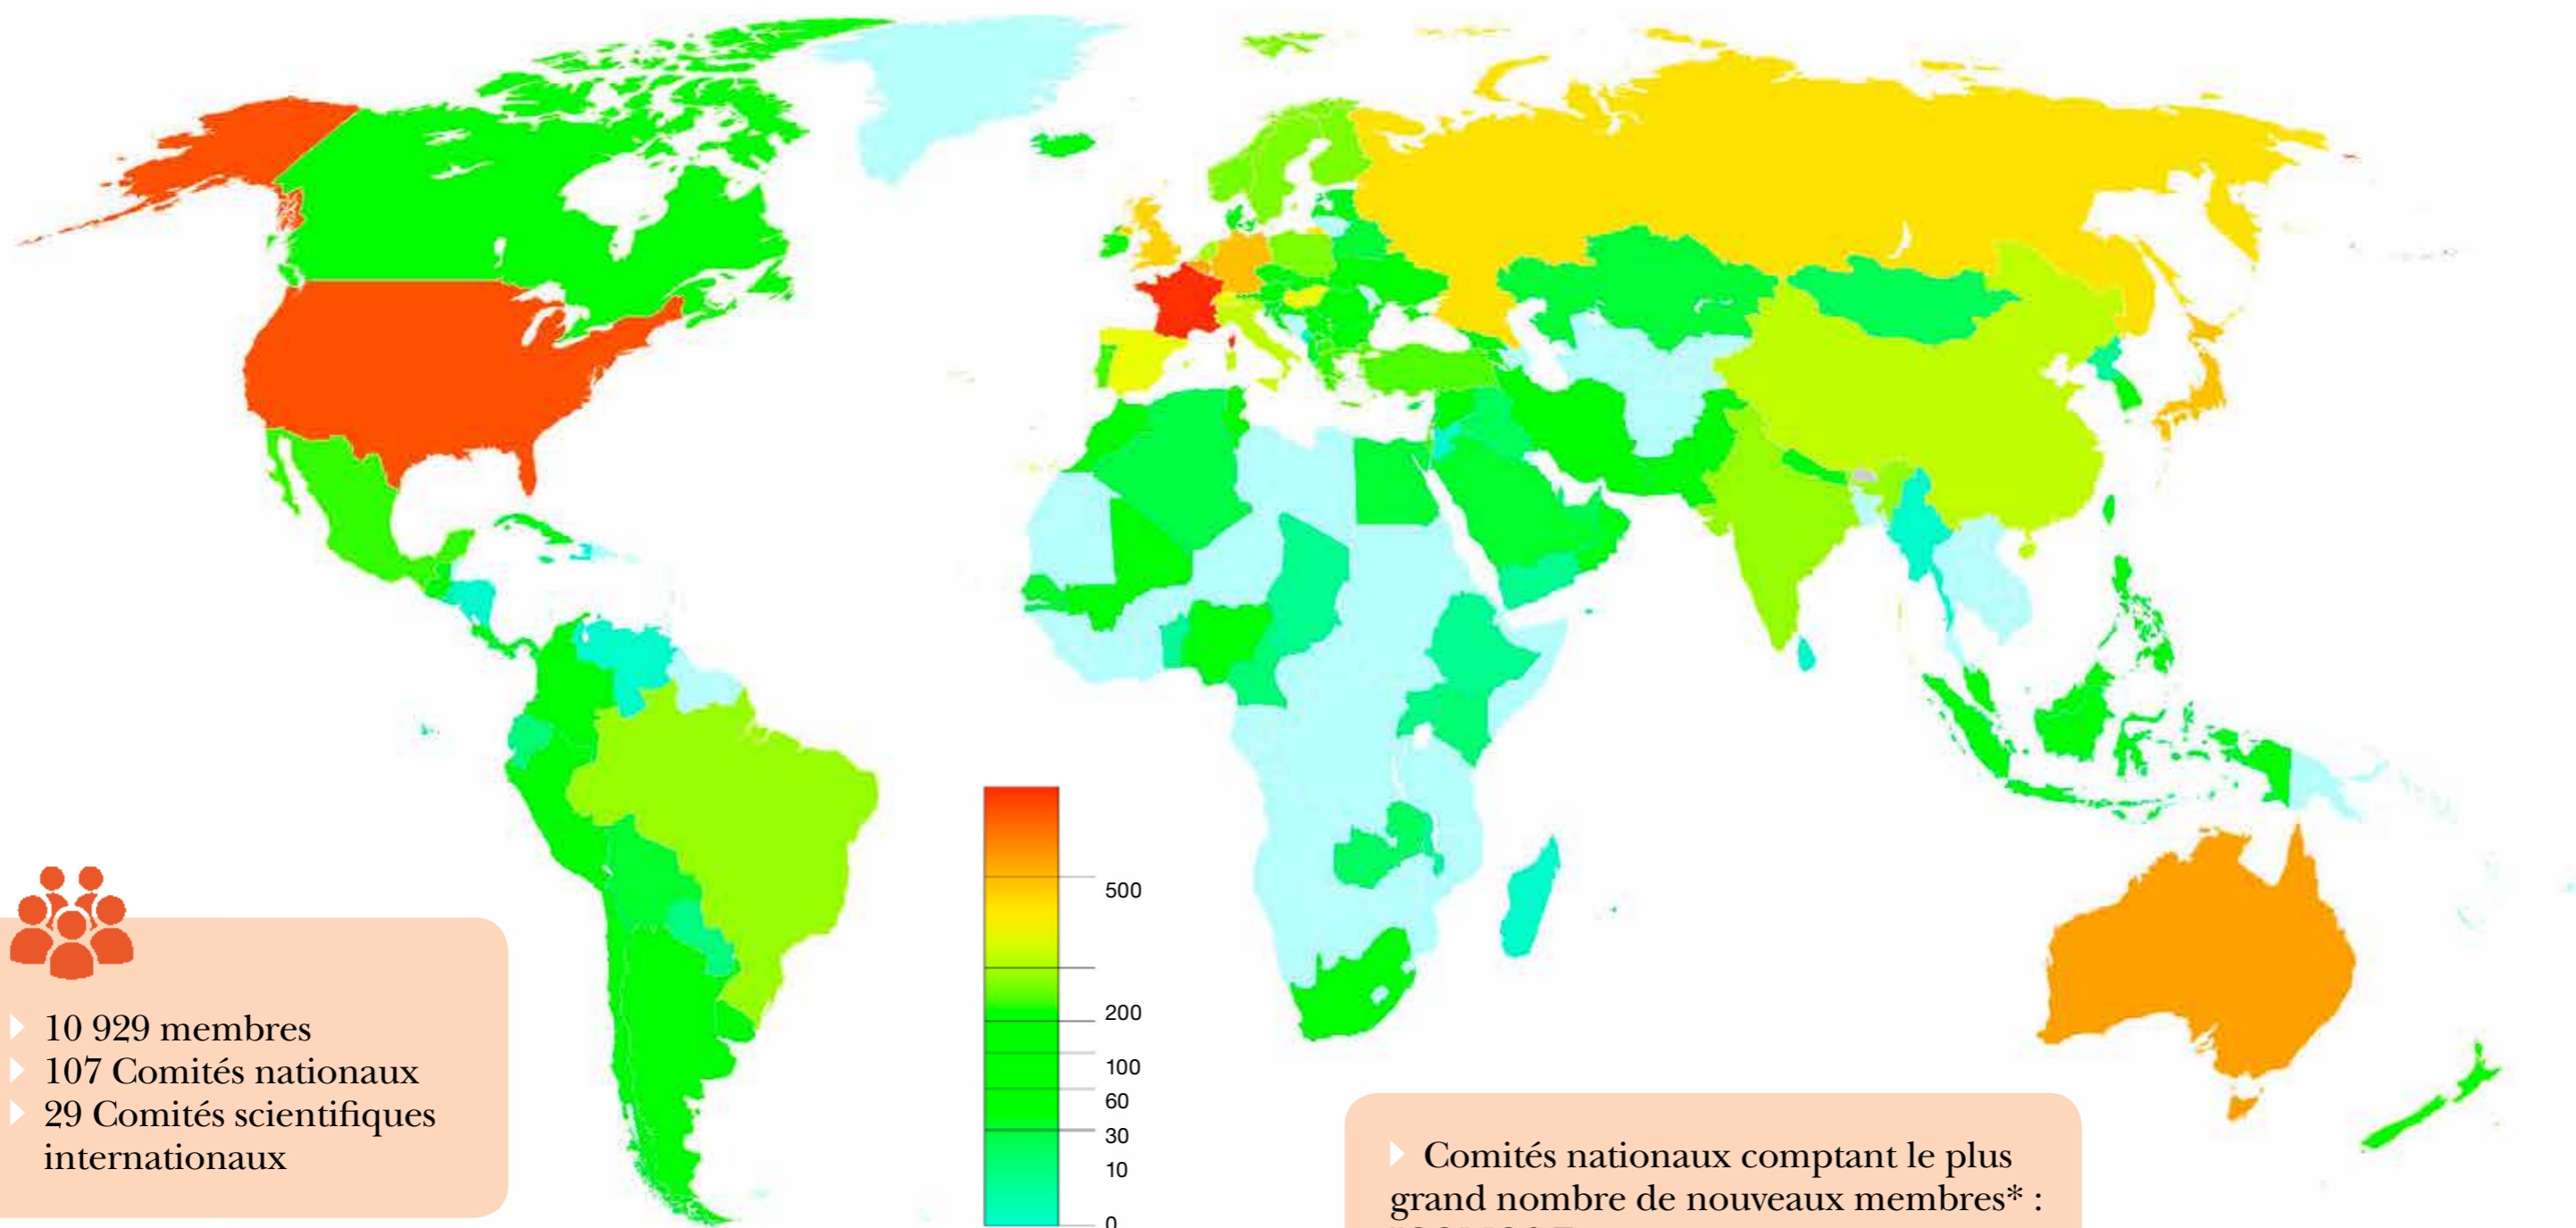 500
200
100
60
30
10
0
10 929 membres
107 Comités nationaux
29 Comités scientifiques
internationaux
Comités nationaux comptant le plus
grand nombre de nouveaux membres* :